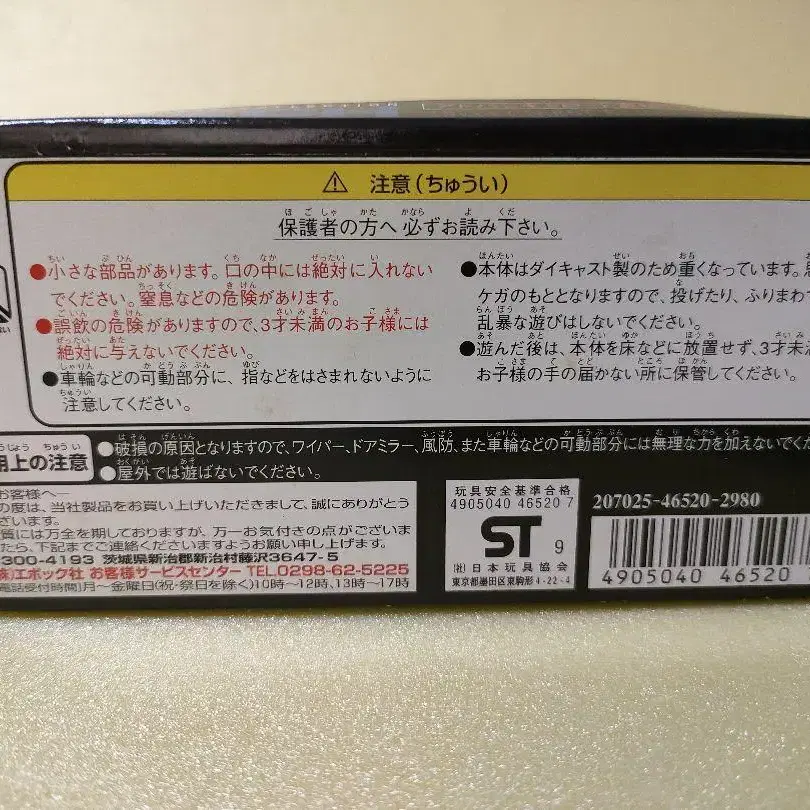 ⚠ 注意(ちゅうい)
保護者の方へ 必ずお読み下さい。
●小さな部品があります。口の中には絶対に入れない
でください。窒息などの危険があります。
●誤飲の危険がありますので、3才未満のお子様には
絶対に与えないでください。
●車輪などの可動部分に、指などをはさまれないように
注意してください。
●本体はダイキャスト製のため重くなっています。
ケガのもととなりますので、投げたり、ふりまわ
乱暴な遊びはしないでください。
●遊んだ後は、本体を床などに放置せず、3才未
お子様の手の届かない所に保管してください。
用上の注意
●破損の原因となりますので、ワイパー、ドアミラー、風防、また車輪などの可動部分には無理な力を加えないでくだ
●屋外では遊ばないでください。
お客様へ
の度は、当社製品をお買い上げいただきまして、誠にありがとう
ざいます。
質には万全を期しておりますが、万一お気付きの点がございま
たら、下記までご連絡くださいますようお願い申し上げます。
300-4193 茨城県新治郡新治村藤沢3647-5
(株)エポック社 お客様サービスセンター TEL0298-62-5225
電話受付時間)月〜金曜日(祝・祭日を除く)10時〜12時、13時〜17時
玩具安全基準合格
4905040 46520 7
ST 9
(社)日本玩具協会
東京都墨田区東駒形4-22-4
207025-46520-2980
4905040 46520